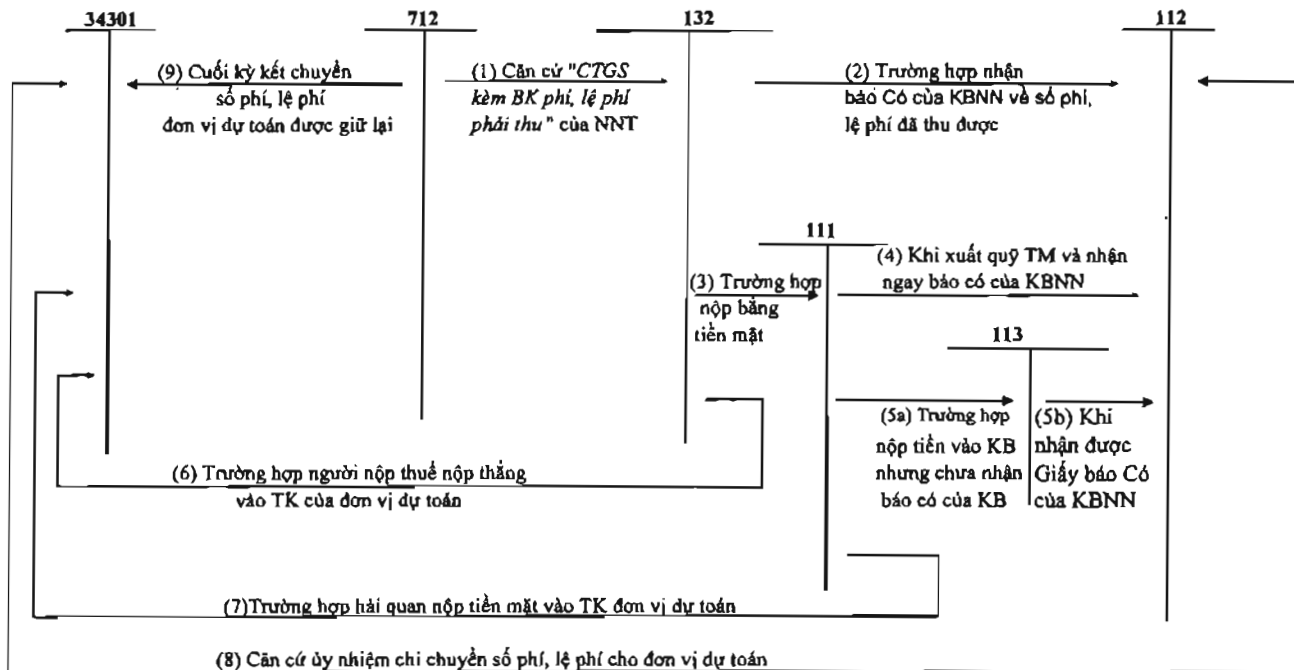 34301 712 132 112
(9) Cuối kỳ kết chuyển
số phí, lệ phí
đơn vị dự toán được giữ lại
(1) Căn cứ "CTGS
kèm BK phí, lệ phí
phải thu" của NNT
(2) Trường hợp nhận
báo Có của KBNN về số phí,
lệ phí đã thu được
111
(3) Trường hợp
nộp bằng
tiền mặt
(4) Khi xuất quỹ TM và nhận
ngay báo có của KBNN
113
(5a) Trường hợp
nộp tiền vào KB
nhưng chưa nhận
báo có của KB
(5b) Khi
nhận được
Giấy báo Có
của KBNN
(6) Trường hợp người nộp thuế nộp thẳng
vào TK của đơn vị dự toán
(7)Trường hợp hải quan nộp tiền mặt vào TK đơn vị dự toán
(8) Căn cứ ủy nhiệm chi chuyển số phí, lệ phí cho đơn vị dự toán